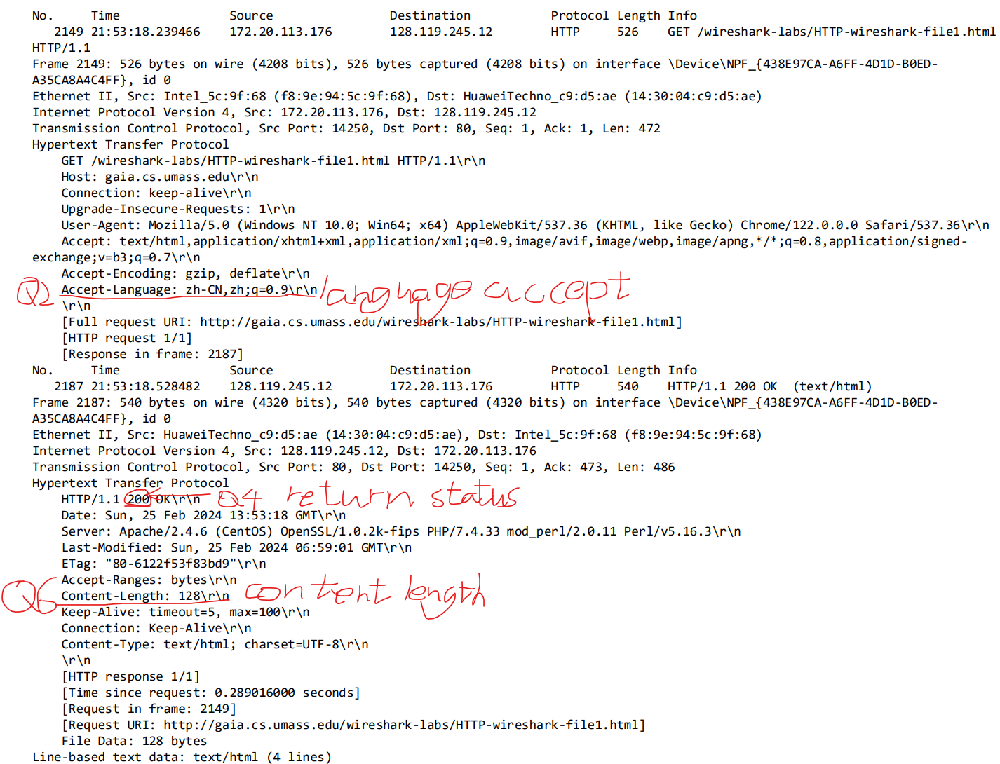 No.     Time               Source                Destination           Protocol Length Info
   2149 21:53:18.239466    172.20.113.176        128.119.245.12        HTTP     526    GET /wireshark-labs/HTTP-wireshark-file1.html
HTTP/1.1
Frame 2149: 526 bytes on wire (4208 bits), 526 bytes captured (4208 bits) on interface \Device\NPF_{438E97CA-A6FF-4D1D-B0ED-
A35CA8A4C4FF}, id 0
Ethernet II, Src: Intel_5c:9f:68 (f8:9e:94:5c:9f:68), Dst: HuaweiTechno_c9:d5:ae (14:30:04:c9:d5:ae)
Internet Protocol Version 4, Src: 172.20.113.176, Dst: 128.119.245.12
Transmission Control Protocol, Src Port: 14250, Dst Port: 80, Seq: 1, Ack: 1, Len: 472
Hypertext Transfer Protocol
    GET /wireshark-labs/HTTP-wireshark-file1.html HTTP/1.1\r\n
    Host: gaia.cs.umass.edu\r\n
    Connection: keep-alive\r\n
    Upgrade-Insecure-Requests: 1\r\n
    User-Agent: Mozilla/5.0 (Windows NT 10.0; Win64; x64) AppleWebKit/537.36 (KHTML, like Gecko) Chrome/122.0.0.0 Safari/537.36\r\n
    Accept: text/html,application/xhtml+xml,application/xml;q=0.9,image/avif,image/webp,image/apng,*/*;q=0.8,application/signed-
exchange;v=b3;q=0.7\r\n
    Accept-Encoding: gzip, deflate\r\n
Q2 Accept-Language: zh-CN,zh;q=0.9\r\n language accept
    \r\n
    [Full request URI: http://gaia.cs.umass.edu/wireshark-labs/HTTP-wireshark-file1.html]
    [HTTP request 1/1]
    [Response in frame: 2187]
No.     Time               Source                Destination           Protocol Length Info
   2187 21:53:18.528482    128.119.245.12        172.20.113.176        HTTP     540    HTTP/1.1 200 OK  (text/html)
Frame 2187: 540 bytes on wire (4320 bits), 540 bytes captured (4320 bits) on interface \Device\NPF_{438E97CA-A6FF-4D1D-B0ED-
A35CA8A4C4FF}, id 0
Ethernet II, Src: HuaweiTechno_c9:d5:ae (14:30:04:c9:d5:ae), Dst: Intel_5c:9f:68 (f8:9e:94:5c:9f:68)
Internet Protocol Version 4, Src: 128.119.245.12, Dst: 172.20.113.176
Transmission Control Protocol, Src Port: 80, Dst Port: 14250, Seq: 1, Ack: 473, Len: 486
Hypertext Transfer Protocol
    HTTP/1.1 200 OK\r\n Q4 return status
    Date: Sun, 25 Feb 2024 13:53:18 GMT\r\n
    Server: Apache/2.4.6 (CentOS) OpenSSL/1.0.2k-fips PHP/7.4.33 mod_perl/2.0.11 Perl/v5.16.3\r\n
    Last-Modified: Sun, 25 Feb 2024 06:59:01 GMT\r\n
    ETag: "80-6122f53f83bd9"\r\n
    Accept-Ranges: bytes\r\n
Q6 Content-Length: 128\r\n content length
    Keep-Alive: timeout=5, max=100\r\n
    Connection: Keep-Alive\r\n
    Content-Type: text/html; charset=UTF-8\r\n
    \r\n
    [HTTP response 1/1]
    [Time since request: 0.289016000 seconds]
    [Request in frame: 2149]
    [Request URI: http://gaia.cs.umass.edu/wireshark-labs/HTTP-wireshark-file1.html]
    File Data: 128 bytes
Line-based text data: text/html (4 lines)